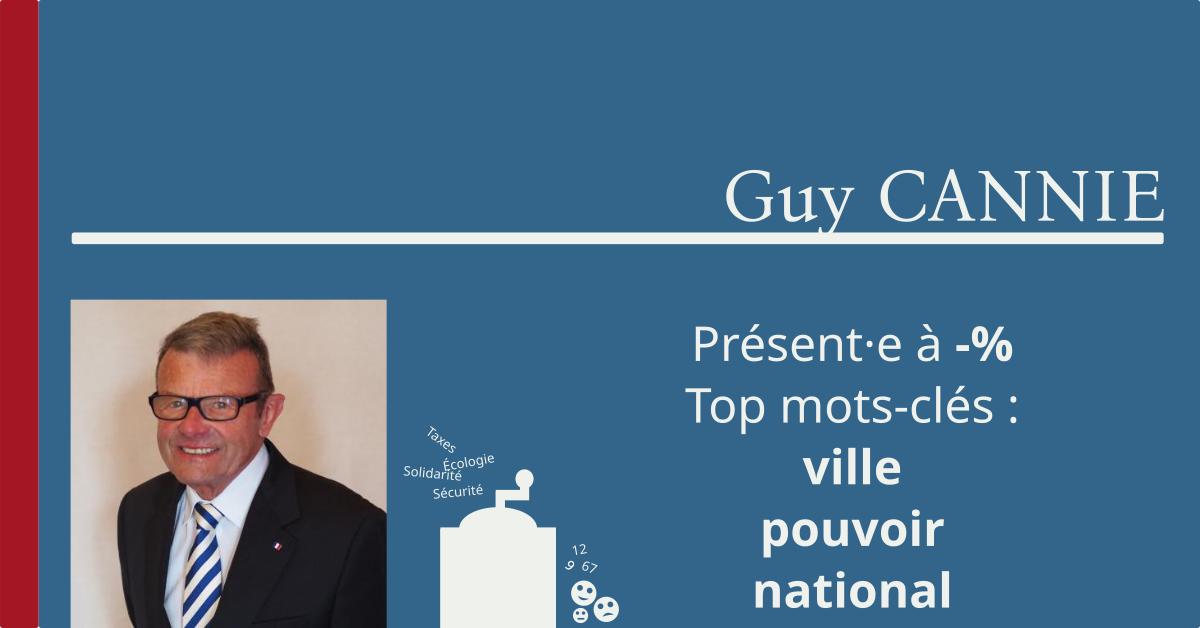 Guy CANNIE
Présent·e à -%
Top mots-clés :
ville
pouvoir
national
Taxes
Écologie
Solidarité
Sécurité
12
9 67